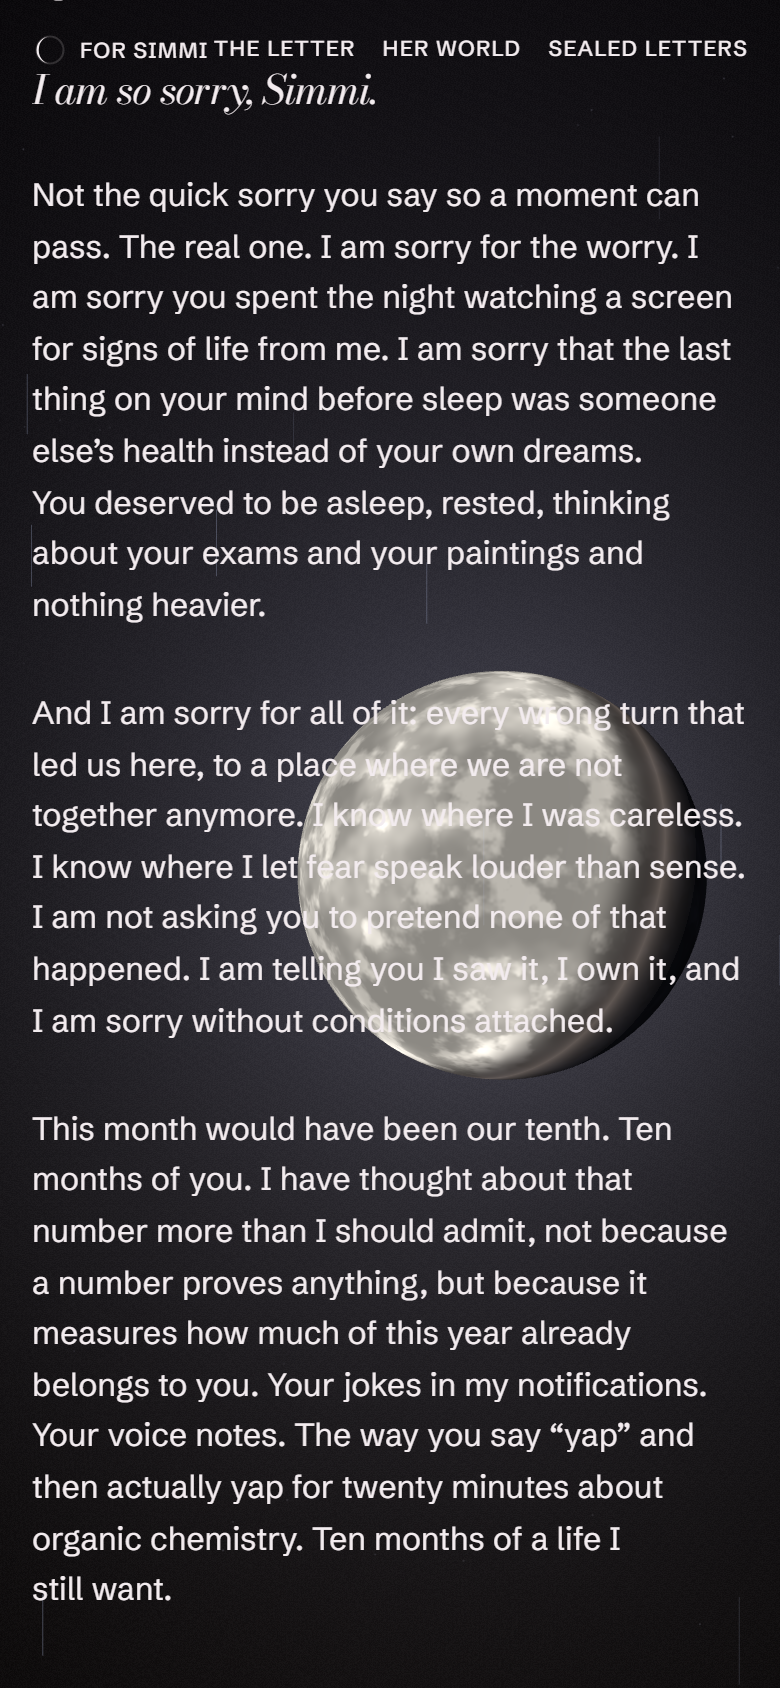 FOR SIMMI THE LETTER HER WORLD SEALED LETTERS
I am so sorry, Simmi.
Not the quick sorry you say so a moment can
pass. The real one. I am sorry for the worry. I
am sorry you spent the night watching a screen
for signs of life from me. I am sorry that the last
thing on your mind before sleep was someone
else’s health instead of your own dreams.
You deserved to be asleep, rested, thinking
about your exams and your paintings and
nothing heavier.
And I am sorry for all of it: every wrong turn that
led us here, to a place where we are not
together anymore. I know where I was careless.
I know where I let fear speak louder than sense.
I am not asking you to pretend none of that
happened. I am telling you I saw it, I own it, and
I am sorry without conditions attached.
This month would have been our tenth. Ten
months of you. I have thought about that
number more than I should admit, not because
a number proves anything, but because it
measures how much of this year already
belongs to you. Your jokes in my notifications.
Your voice notes. The way you say “yap” and
then actually yap for twenty minutes about
organic chemistry. Ten months of a life I
still want.